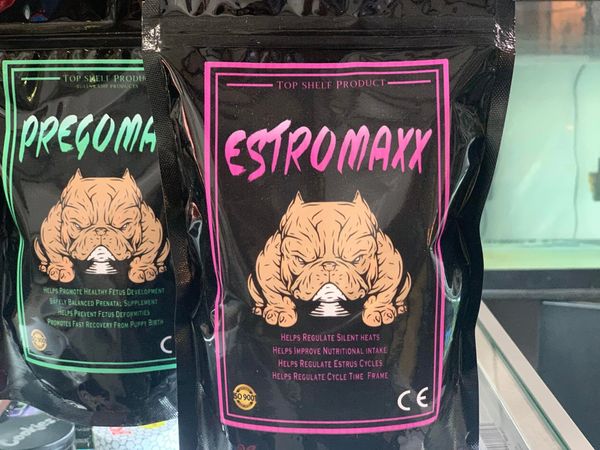 TOP SHELF PRODU
PREGOMA
HELPS PROMOTE HEALTHY FETUS DEVELOPMENT
SAFELY BALANCED PRENATAL SUPPLEMENT
HELPS PREVENT FETUS DEFORMITIES
PROMOTES FAST RECOVERY FROM PUPPY BIRTH
C
Cookies
TOP SHELF PRODUCT
ESTROMAXX
HELPS REGULATE SILENT HEATS
HELPS IMPROVE NUTRITIONAL INTAKE
HELPS REGULATE ESTRUS CYCLES
HELPS REGULATE CYCLE TIME FRAME
ISO 9001
CE